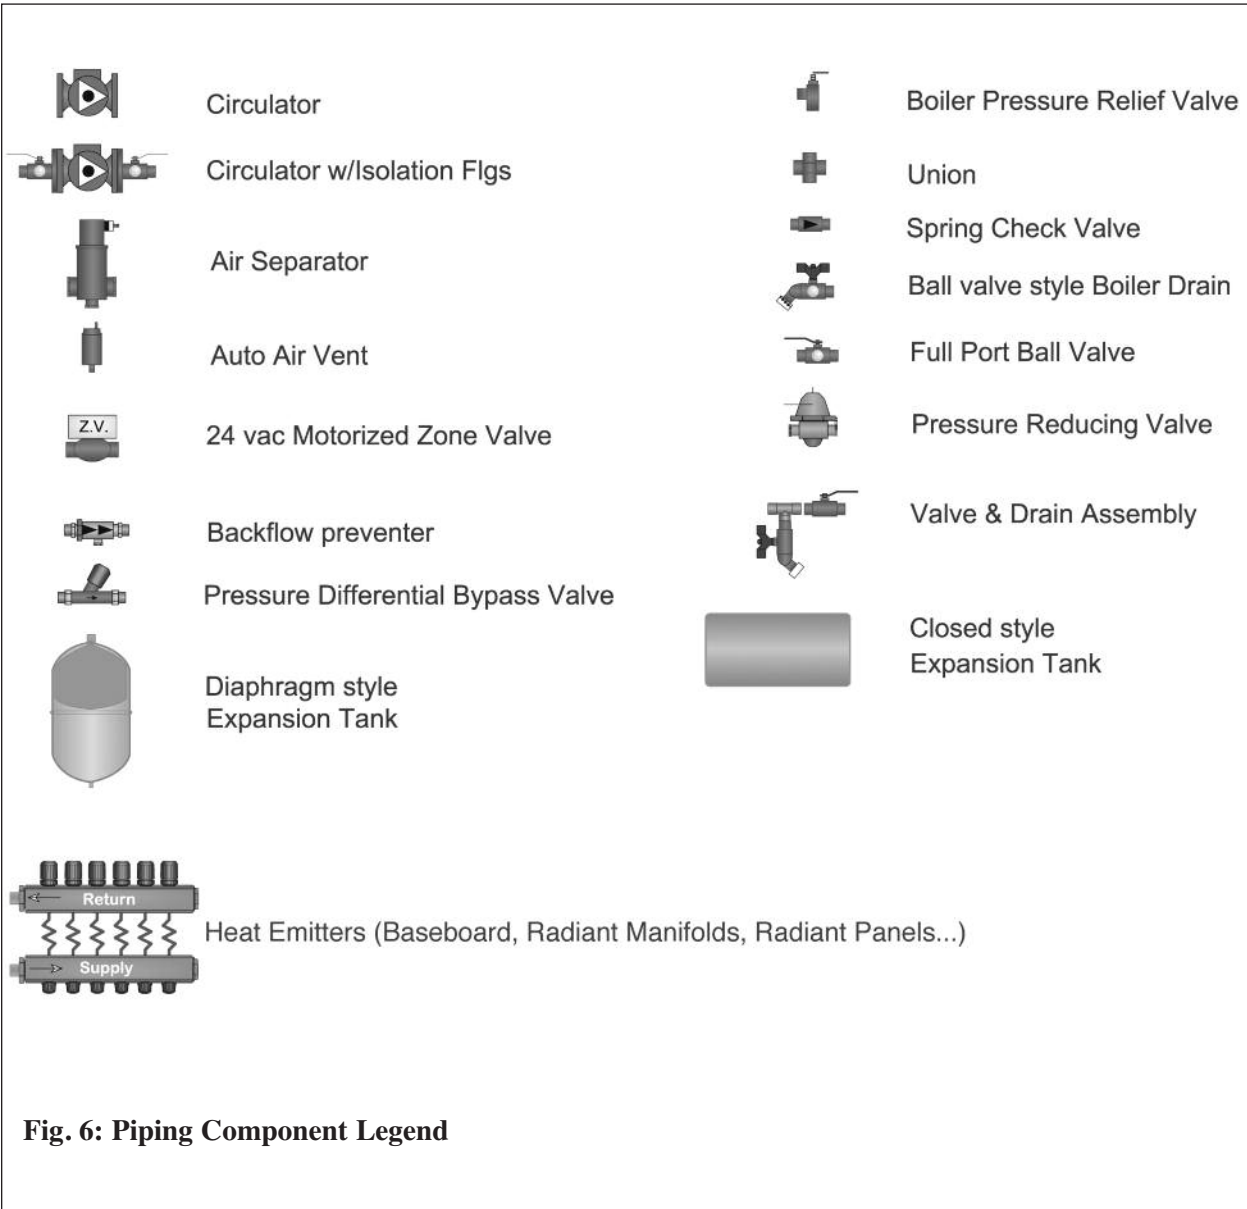 Circulator
Circulator w/Isolation Flgs
Air Separator
Auto Air Vent
Z.V.
24 vac Motorized Zone Valve
Backflow preventer
Pressure Differential Bypass Valve
Diaphragm style
Expansion Tank
Boiler Pressure Relief Valve
Union
Spring Check Valve
Ball valve style Boiler Drain
Full Port Ball Valve
Pressure Reducing Valve
Valve & Drain Assembly
Closed style
Expansion Tank
Return
Heat Emitters (Baseboard, Radiant Manifolds, Radiant Panels...)
Supply
Fig. 6: Piping Component Legend